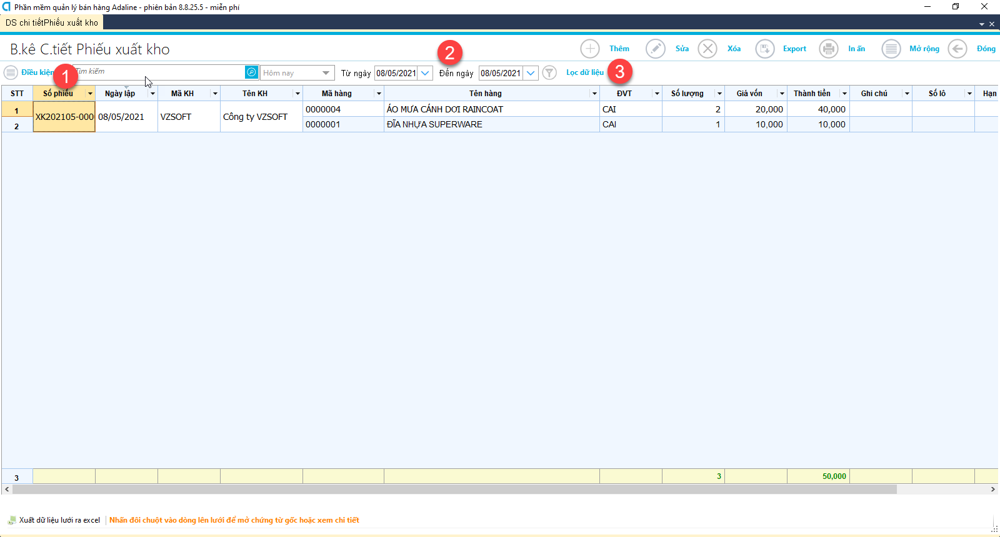 Phần mềm quản lý bán hàng Adaline - phiên bản 8.8.25.5 - miễn phí
DS chi tiếtPhiếu xuất kho
B.kê C.tiết Phiếu xuất kho
Thêm Sửa Xóa Export In ấn Mở rộng Đóng
Điều kiện Tìm kiếm Hôm nay Từ ngày 08/05/2021 Đến ngày 08/05/2021 Lọc dữ liệu
1 2 3
STT Số phiếu Ngày lập Mã KH Tên KH Mã hàng Tên hàng ĐVT Số lượng Giá vốn Thành tiền Ghi chú Số lô Hạn
1 XK202105-000 08/05/2021 VZSOFT Công ty VZSOFT 0000004 ÁO MƯA CÁNH DƠI RAINCOAT CAI 2 20,000 40,000
2 0000001 ĐĨA NHỰA SUPERWARE CAI 1 10,000 10,000
3 3 50,000
Xuất dữ liệu lưới ra excel Nhấn đôi chuột vào dòng lên lưới để mở chứng từ gốc hoặc xem chi tiết